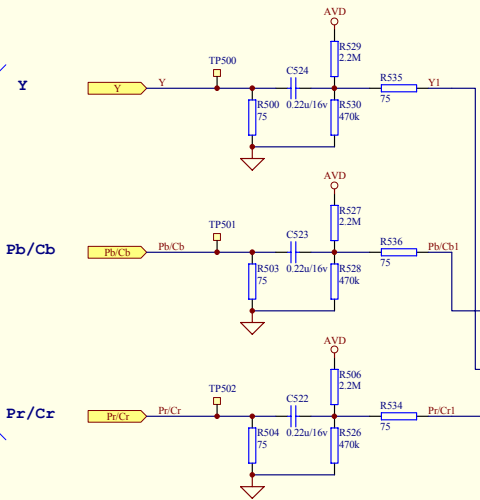 AVD
R529
2.2M
TP500
C524
R535
Y
Y
Y
Y1
R500
75
0.22u/16v
R530
470k
75
AVD
R527
2.2M
TP501
C523
R536
Pb/Cb
Pb/Cb
Pb/Cb
Pb/Cb1
R503
75
0.22u/16v
R528
470k
75
AVD
R506
2.2M
TP502
C522
R534
Pr/Cr
Pr/Cr
Pr/Cr
Pr/Cr1
R504
75
0.22u/16v
R526
470k
75